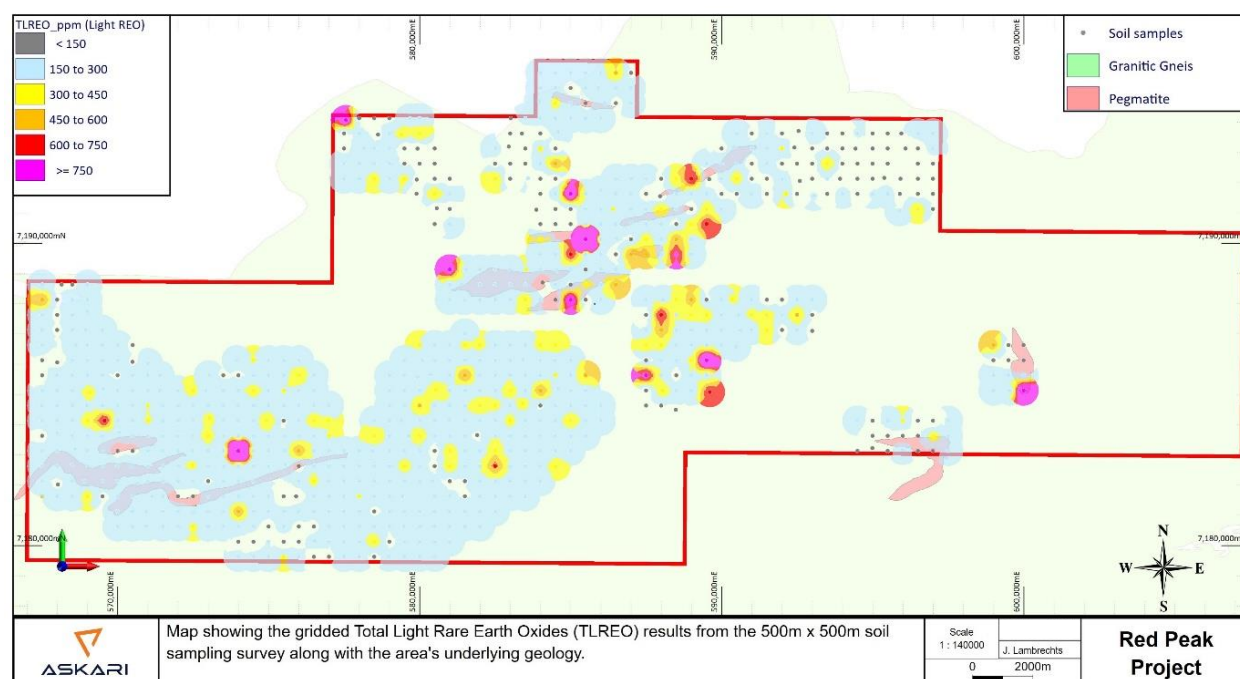 TLREO_ppm (Light REO)
< 150
150 to 300
300 to 450
450 to 600
600 to 750
>= 750
580,000mE
590,000mE
600,000mE
Soil samples
Granitic Gneis
Pegmatite
7,190,000mN
7,190,000m
7,180,000mN
7,180,000m
570,000mE
580,000mE
590,000mE
600,000mE
N
W
E
S
ASKARI
Map showing the gridded Total Light Rare Earth Oxides (TLREO) results from the 500m x 500m soil
sampling survey along with the area's underlying geology.
Scale
1 : 140000
J. Lambrechts
0 2000m
Red Peak
Project